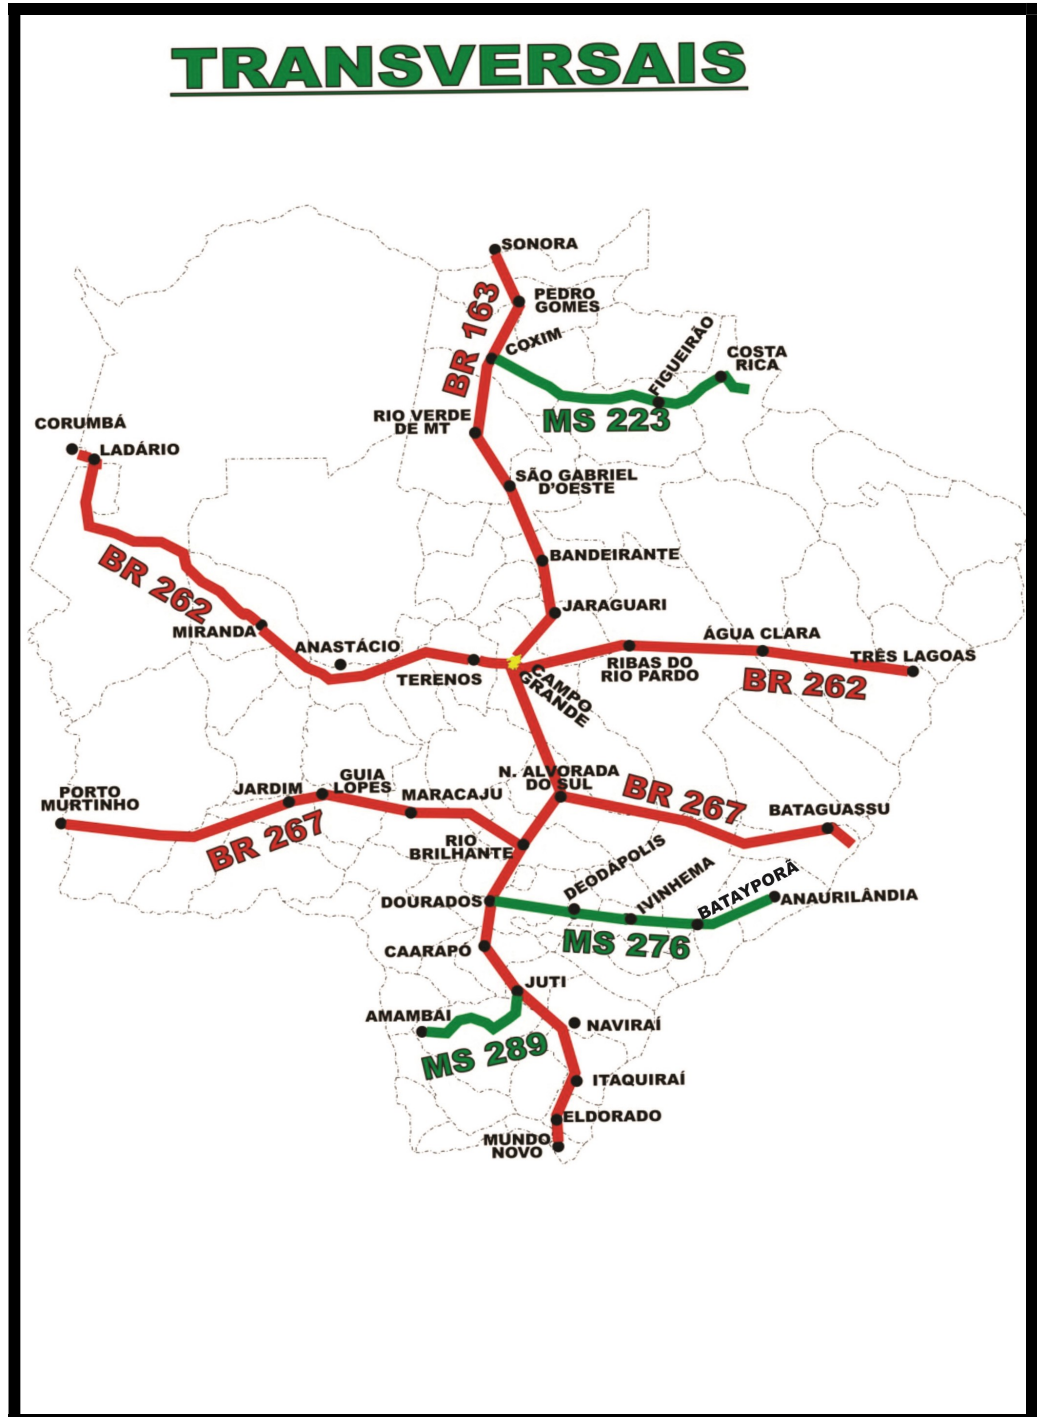 TRANSVERSAIS
SONORA
PEDRO
GOMES
BR 163
COXIM
FIGUEIRÃO
COSTA
RICA
MS 223
RIO VERDE
DE MT
CORUMBÁ
LADÁRIO
SÃO GABRIEL
D'OESTE
BANDEIRANTE
BR 262
JARAGUARI
MIRANDA
ANASTÁCIO
TERENOS
CAMPO
GRANDE
RIBAS DO
RIO PARDO
ÁGUA CLARA
TRÊS LAGOAS
BR 262
N. ALVORADA
DO SUL
BR 267
BATAGUASSU
PORTO
MURTINHO
JARDIM
GUIA
LOPES
MARACAJU
BR 267
RIO
BRILHANTE
DEODÁPOLIS
IVINHEMA
BATAYPORÃ
ANAURILÂNDIA
DOURADOS
MS 276
CAARAPÓ
JUTI
AMAMBÁI
NAVIRAÍ
MS 289
ITAQUIRAÍ
ELDORADO
MUNDO
NOVO